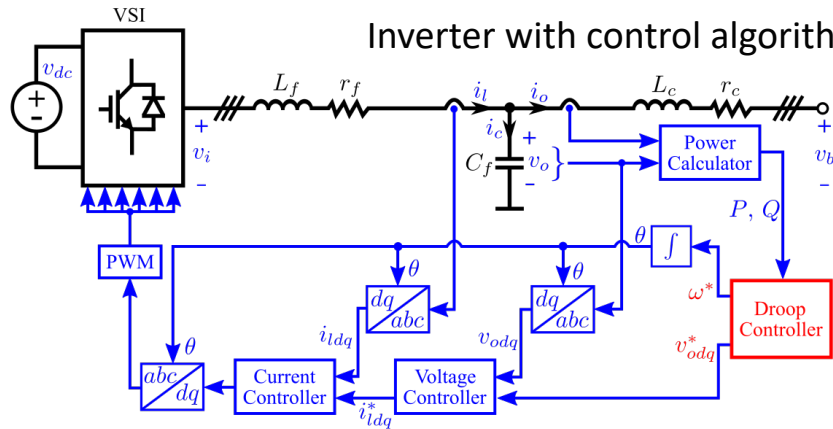 VSI
Inverter with control algorith
v_dc
+
-
L_f
r_f
i_l
i_o
L_c
r_c
+
v_i
-
i_c
C_f
+
v_o
-
Power
Calculator
+
v_b
-
P, Q
PWM
θ
∫
θ
θ
dq
abc
dq
abc
ω*
Droop
Controller
i_ldq
v_odq
v*_odq
θ
abc
dq
Current
Controller
Voltage
Controller
i*_ldq